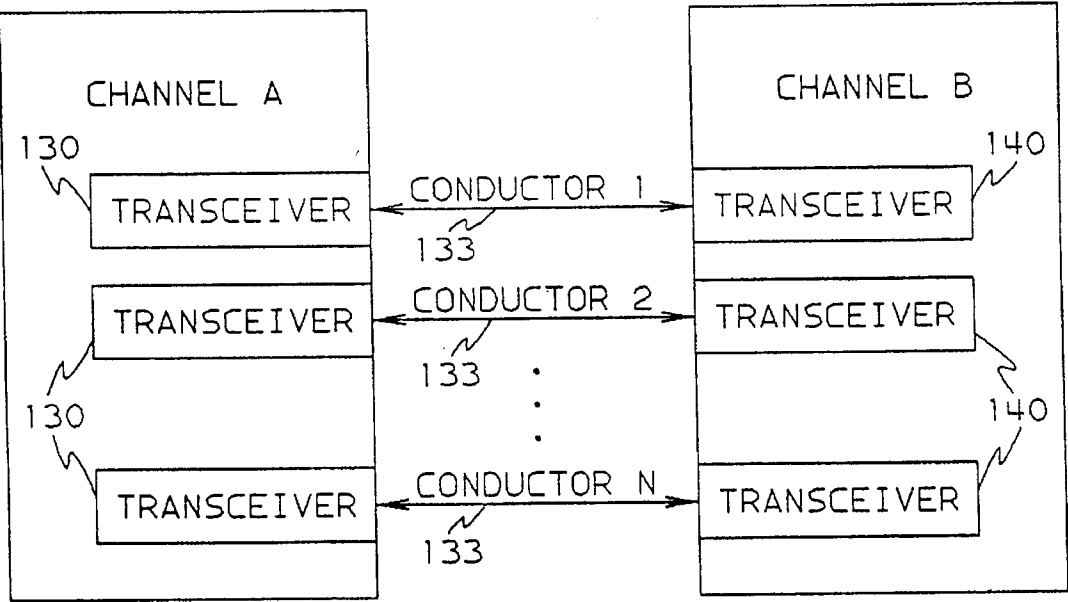 CHANNEL A
CHANNEL B
130
140
CONDUCTOR 1
TRANSCEIVER
TRANSCEIVER
133
CONDUCTOR 2
TRANSCEIVER
TRANSCEIVER
133
130
140
CONDUCTOR N
TRANSCEIVER
TRANSCEIVER
133